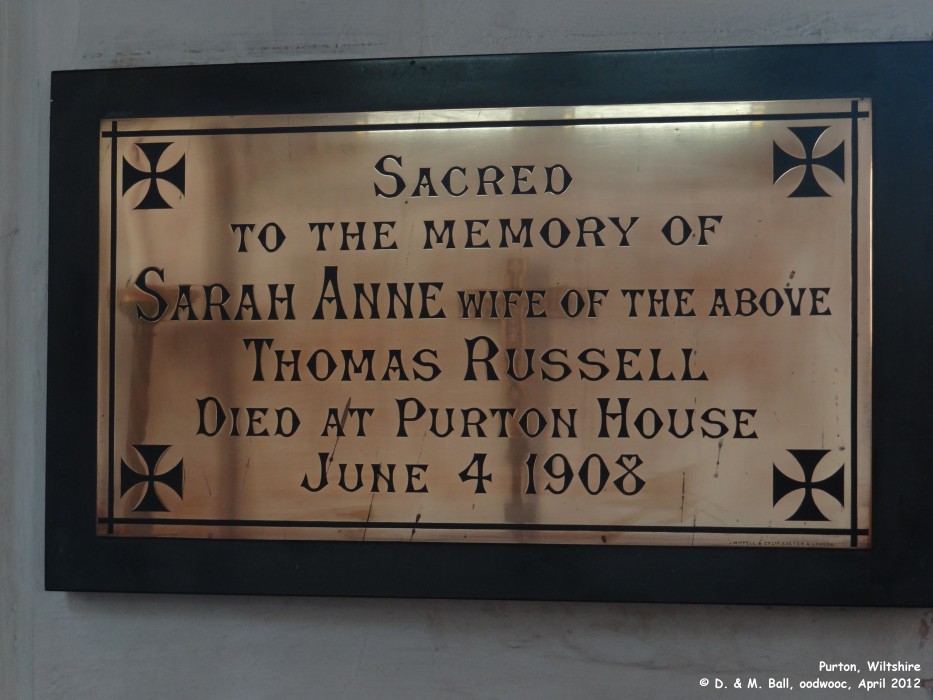 Sacred
to the memory of
Sarah Anne wife of the above
Thomas Russell
Died at Purton House
June 4 1908
Purton, Wiltshire
© D. & M. Ball, oodwooc, April 2012